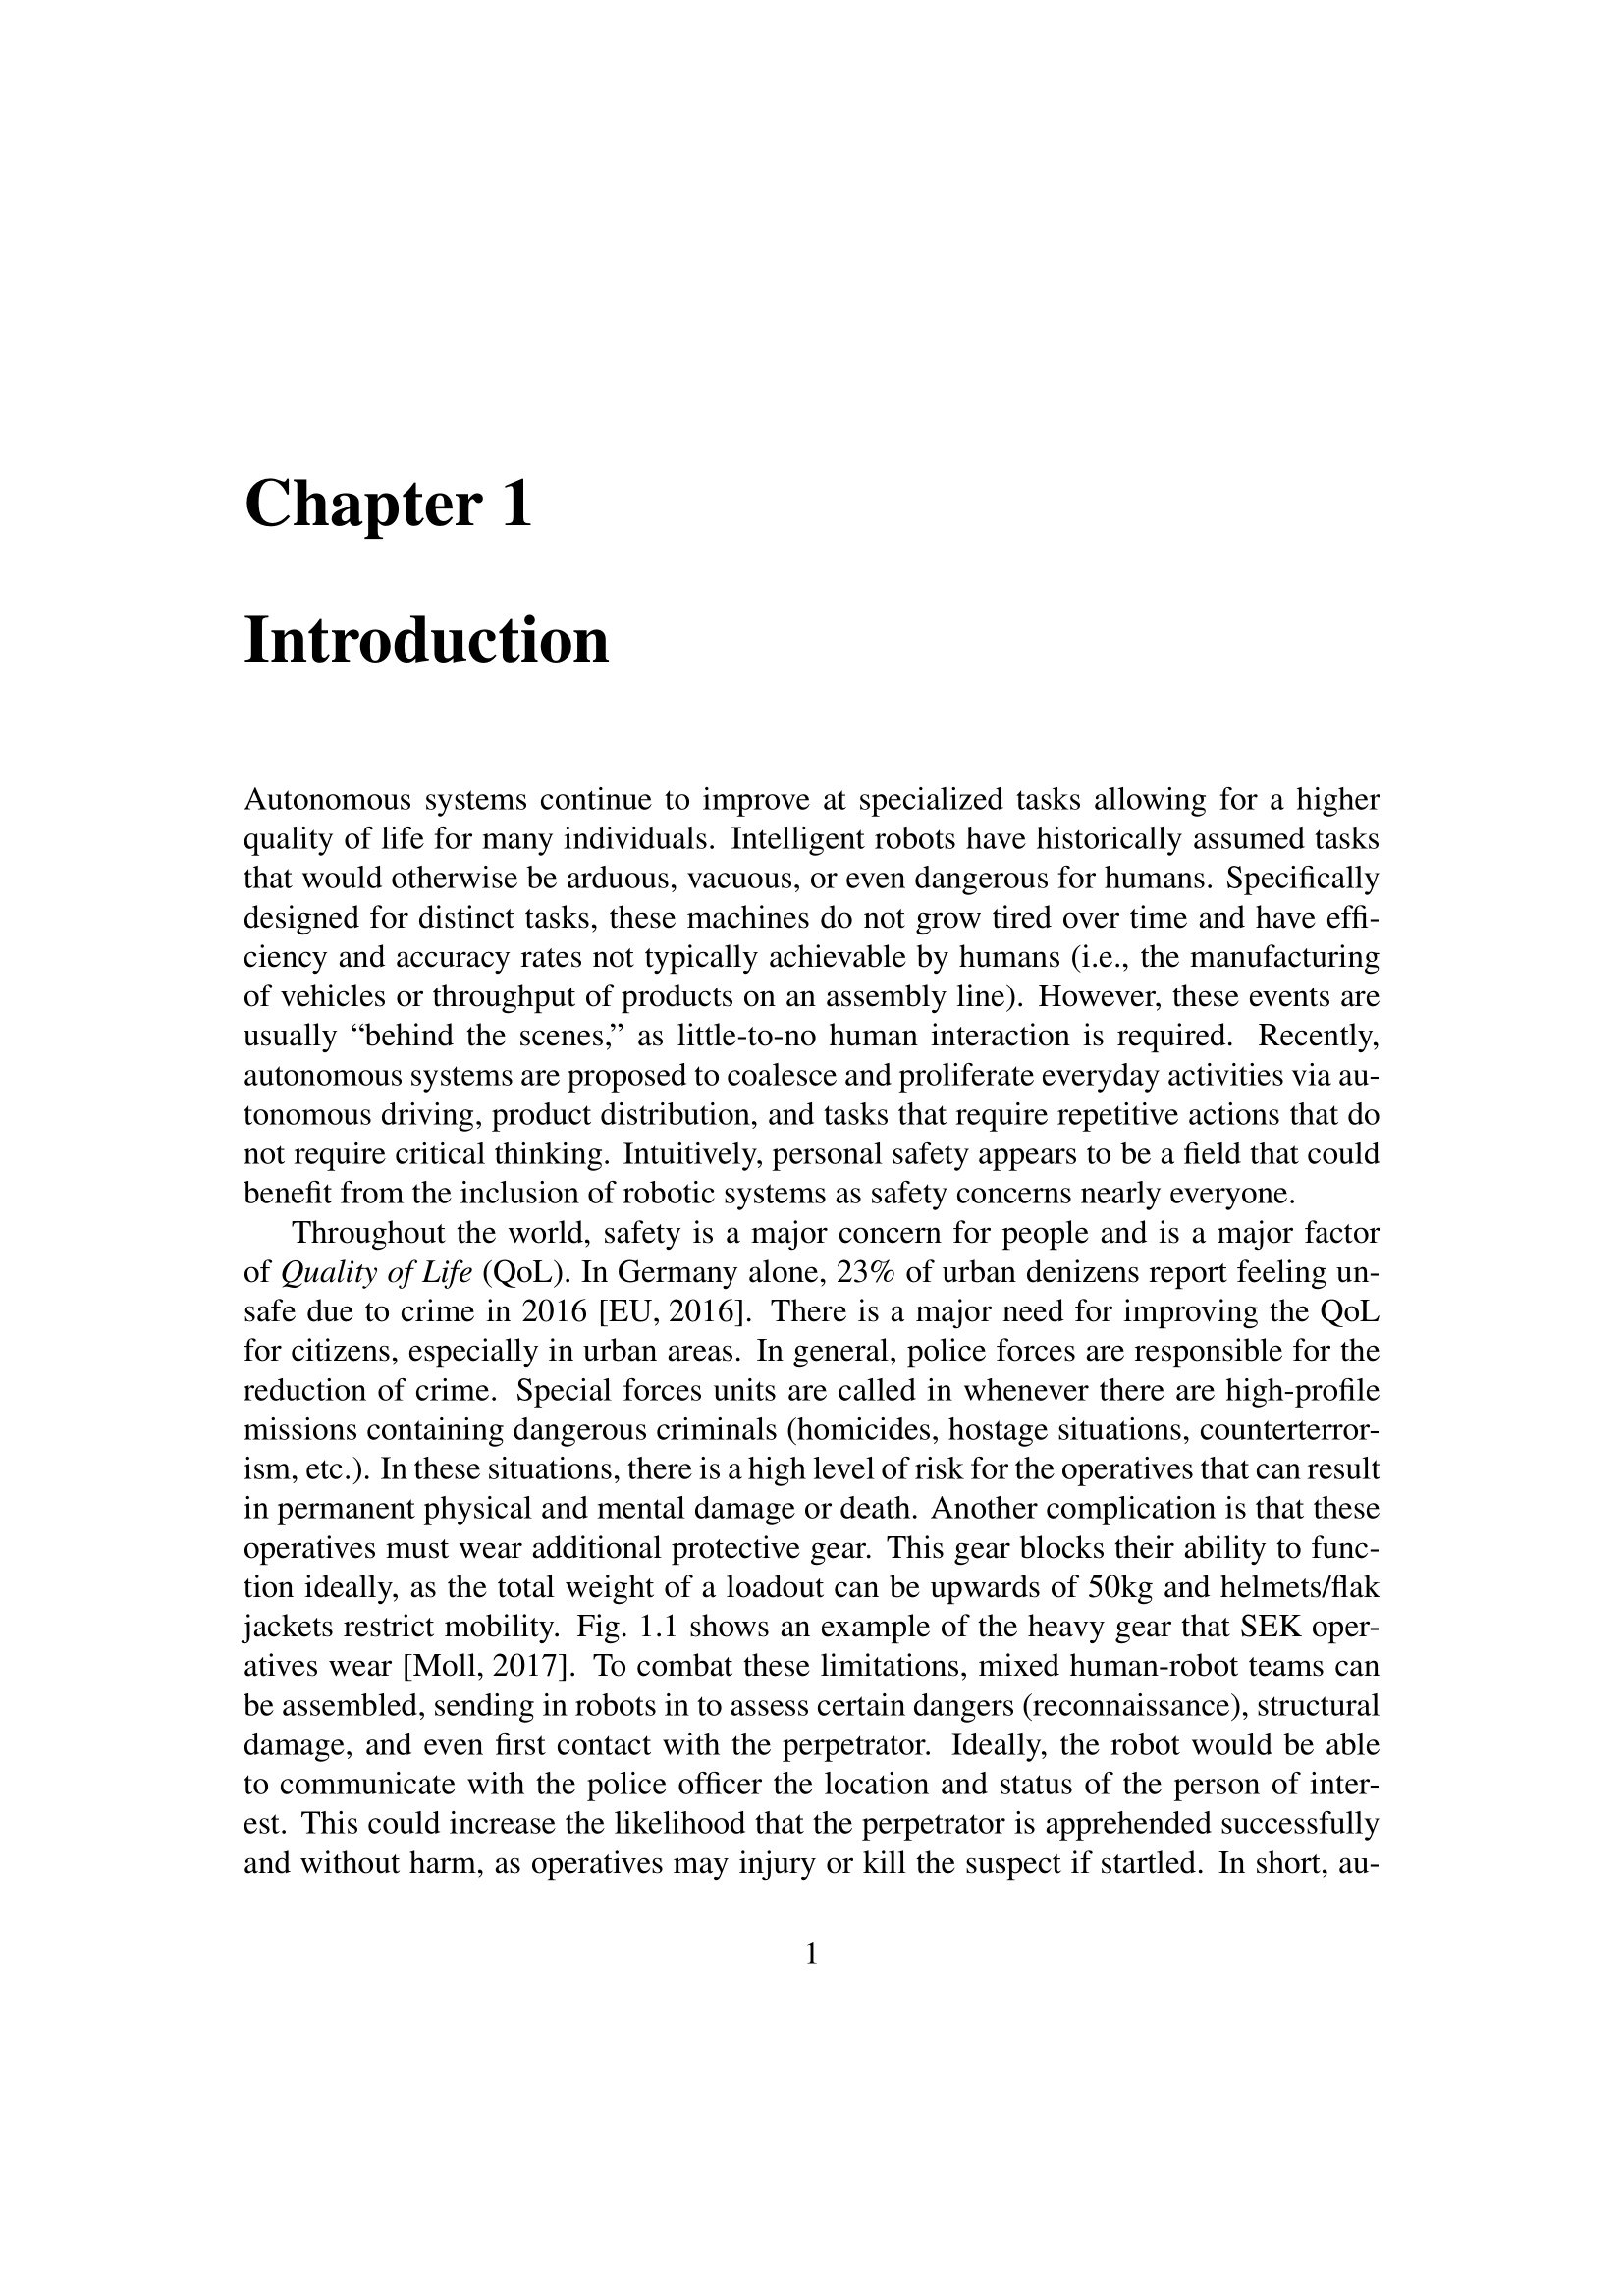 Chapter 1
Introduction
Autonomous systems continue to improve at specialized tasks allowing for a higher
quality of life for many individuals. Intelligent robots have historically assumed tasks
that would otherwise be arduous, vacuous, or even dangerous for humans. Specifically
designed for distinct tasks, these machines do not grow tired over time and have effi-
ciency and accuracy rates not typically achievable by humans (i.e., the manufacturing
of vehicles or throughput of products on an assembly line). However, these events are
usually “behind the scenes,” as little-to-no human interaction is required. Recently,
autonomous systems are proposed to coalesce and proliferate everyday activities via au-
tonomous driving, product distribution, and tasks that require repetitive actions that do
not require critical thinking. Intuitively, personal safety appears to be a field that could
benefit from the inclusion of robotic systems as safety concerns nearly everyone.
Throughout the world, safety is a major concern for people and is a major factor
of Quality of Life (QoL). In Germany alone, 23% of urban denizens report feeling un-
safe due to crime in 2016 [EU, 2016]. There is a major need for improving the QoL
for citizens, especially in urban areas. In general, police forces are responsible for the
reduction of crime. Special forces units are called in whenever there are high-profile
missions containing dangerous criminals (homicides, hostage situations, counterterror-
ism, etc.). In these situations, there is a high level of risk for the operatives that can result
in permanent physical and mental damage or death. Another complication is that these
operatives must wear additional protective gear. This gear blocks their ability to func-
tion ideally, as the total weight of a loadout can be upwards of 50kg and helmets/flak
jackets restrict mobility. Fig. 1.1 shows an example of the heavy gear that SEK oper-
atives wear [Moll, 2017]. To combat these limitations, mixed human-robot teams can
be assembled, sending in robots in to assess certain dangers (reconnaissance), structural
damage, and even first contact with the perpetrator. Ideally, the robot would be able
to communicate with the police officer the location and status of the person of inter-
est. This could increase the likelihood that the perpetrator is apprehended successfully
and without harm, as operatives may injury or kill the suspect if startled. In short, au-
1